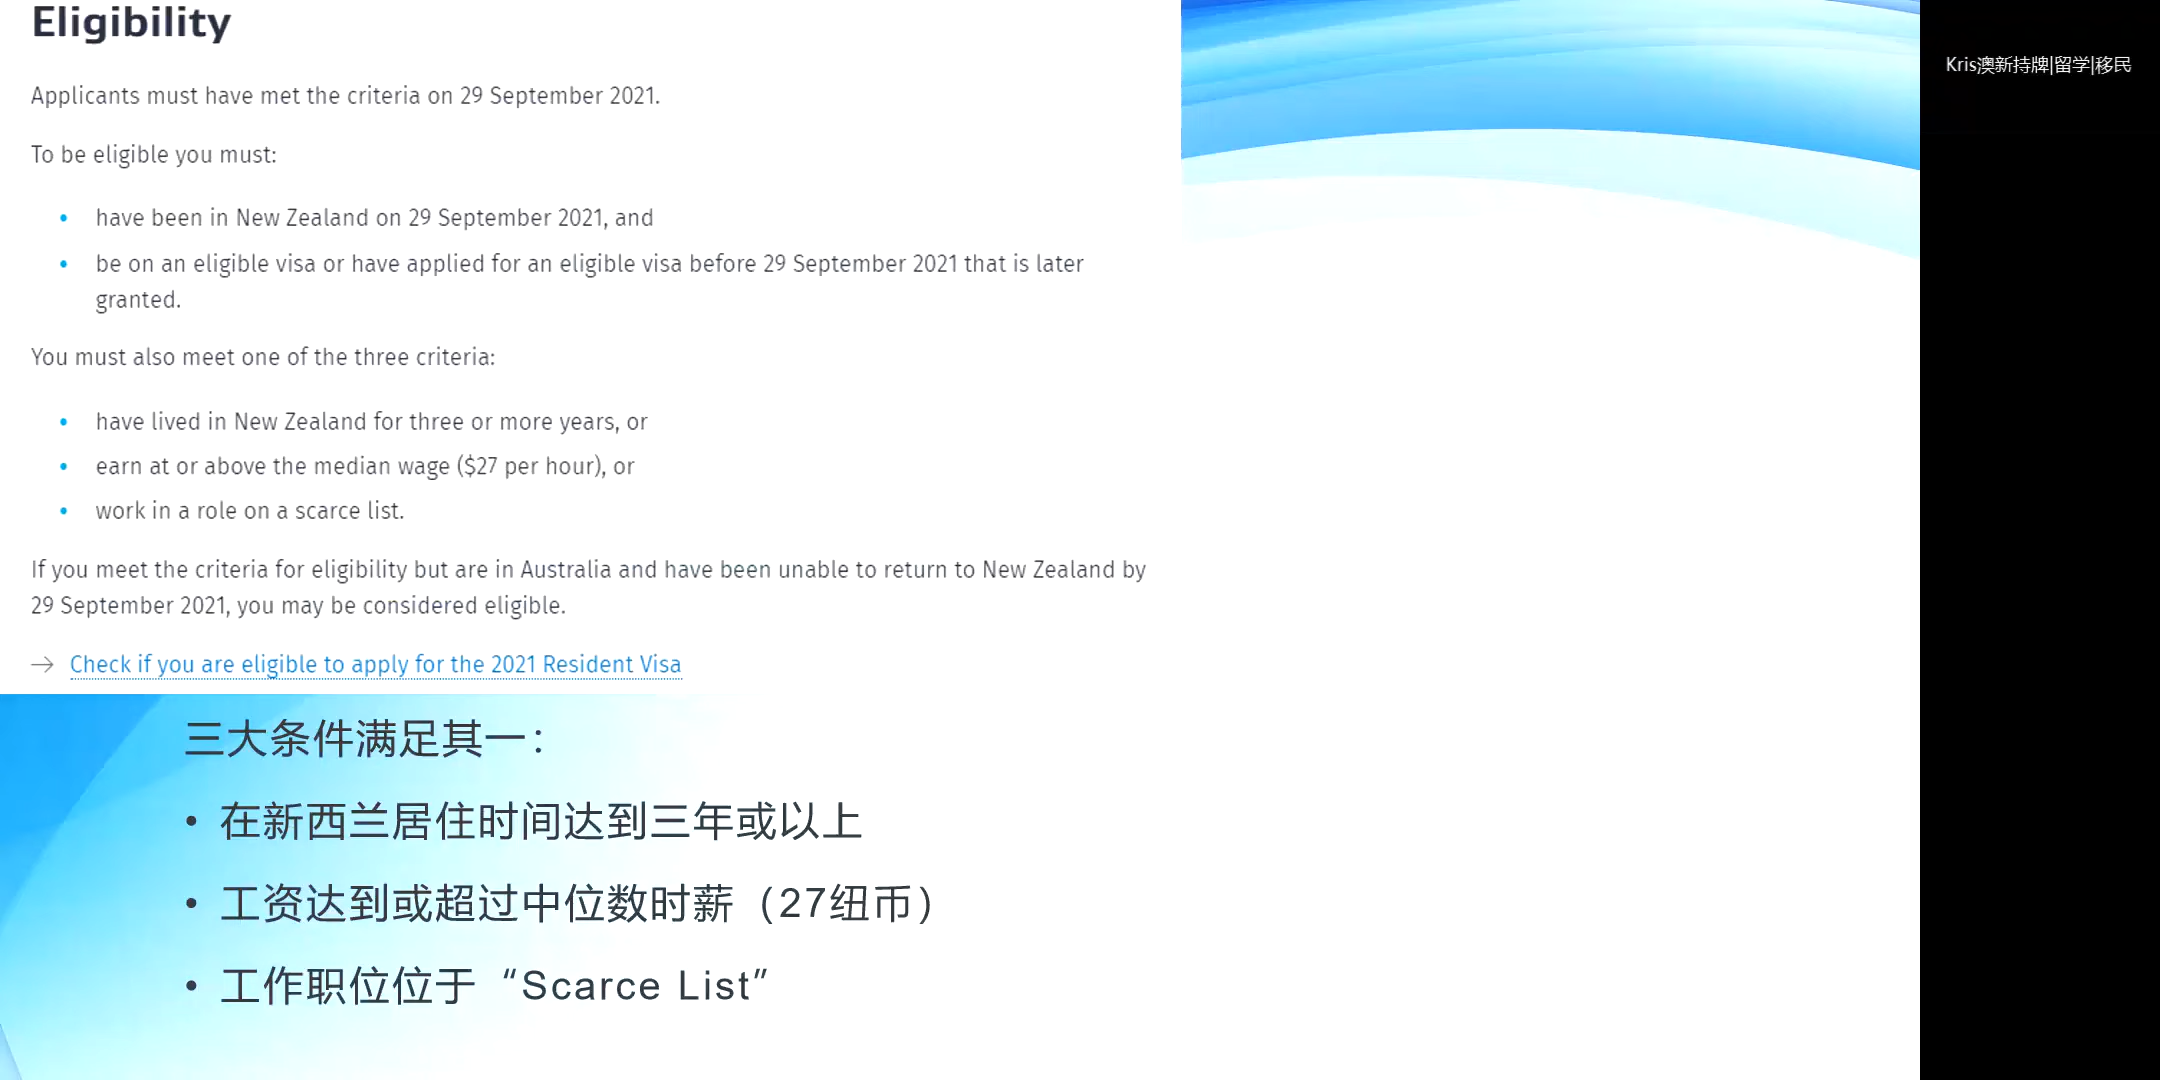 Eligibility
Applicants must have met the criteria on 29 September 2021.
To be eligible you must:
• have been in New Zealand on 29 September 2021, and
• be on an eligible visa or have applied for an eligible visa before 29 September 2021 that is later
granted.
You must also meet one of the three criteria:
• have lived in New Zealand for three or more years, or
• earn at or above the median wage ($27 per hour), or
• work in a role on a scarce list.
If you meet the criteria for eligibility but are in Australia and have been unable to return to New Zealand by
29 September 2021, you may be considered eligible.
→ Check if you are eligible to apply for the 2021 Resident Visa
三大条件满足其一：
• 在新西兰居住时间达到三年或以上
• 工资达到或超过中位数时薪（27纽币）
• 工作职位位于“Scarce List”
Kris澳新持牌|留学|移民